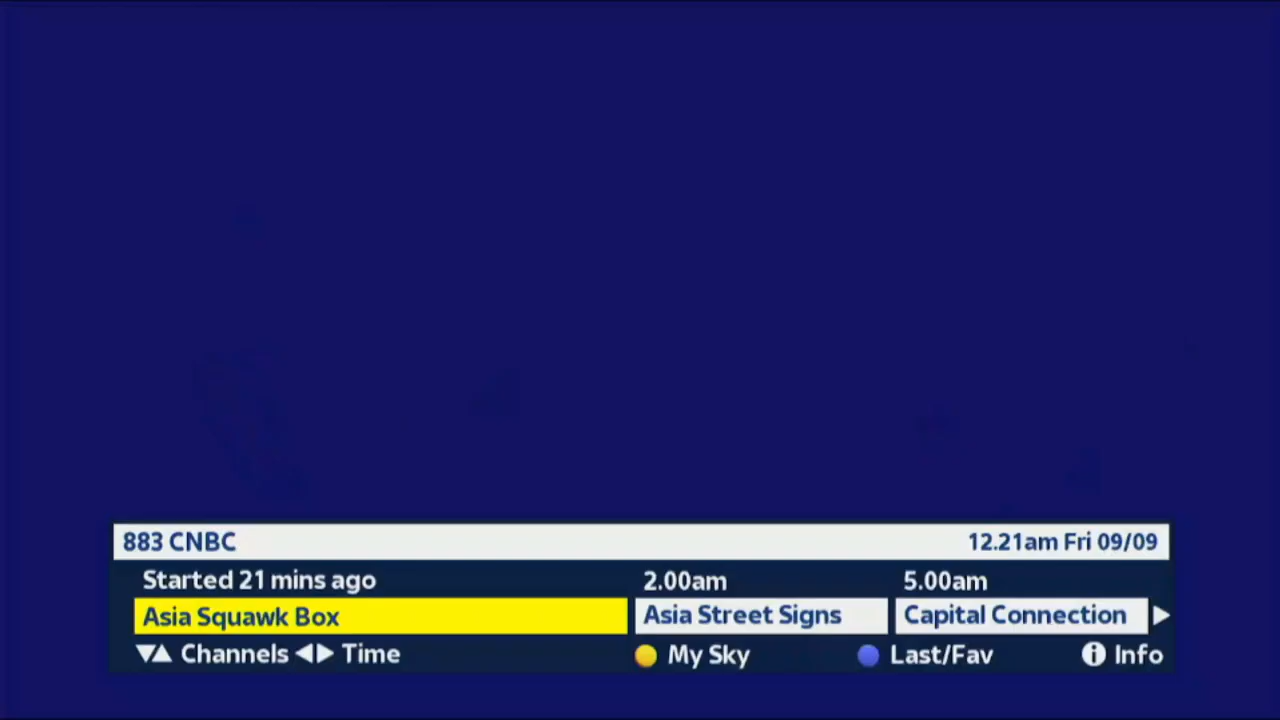 883 CNBC 12.21am Fri 09/09
Started 21 mins ago 2.00am 5.00am
Asia Squawk Box Asia Street Signs Capital Connection
Channels Time My Sky Last/Fav i Info